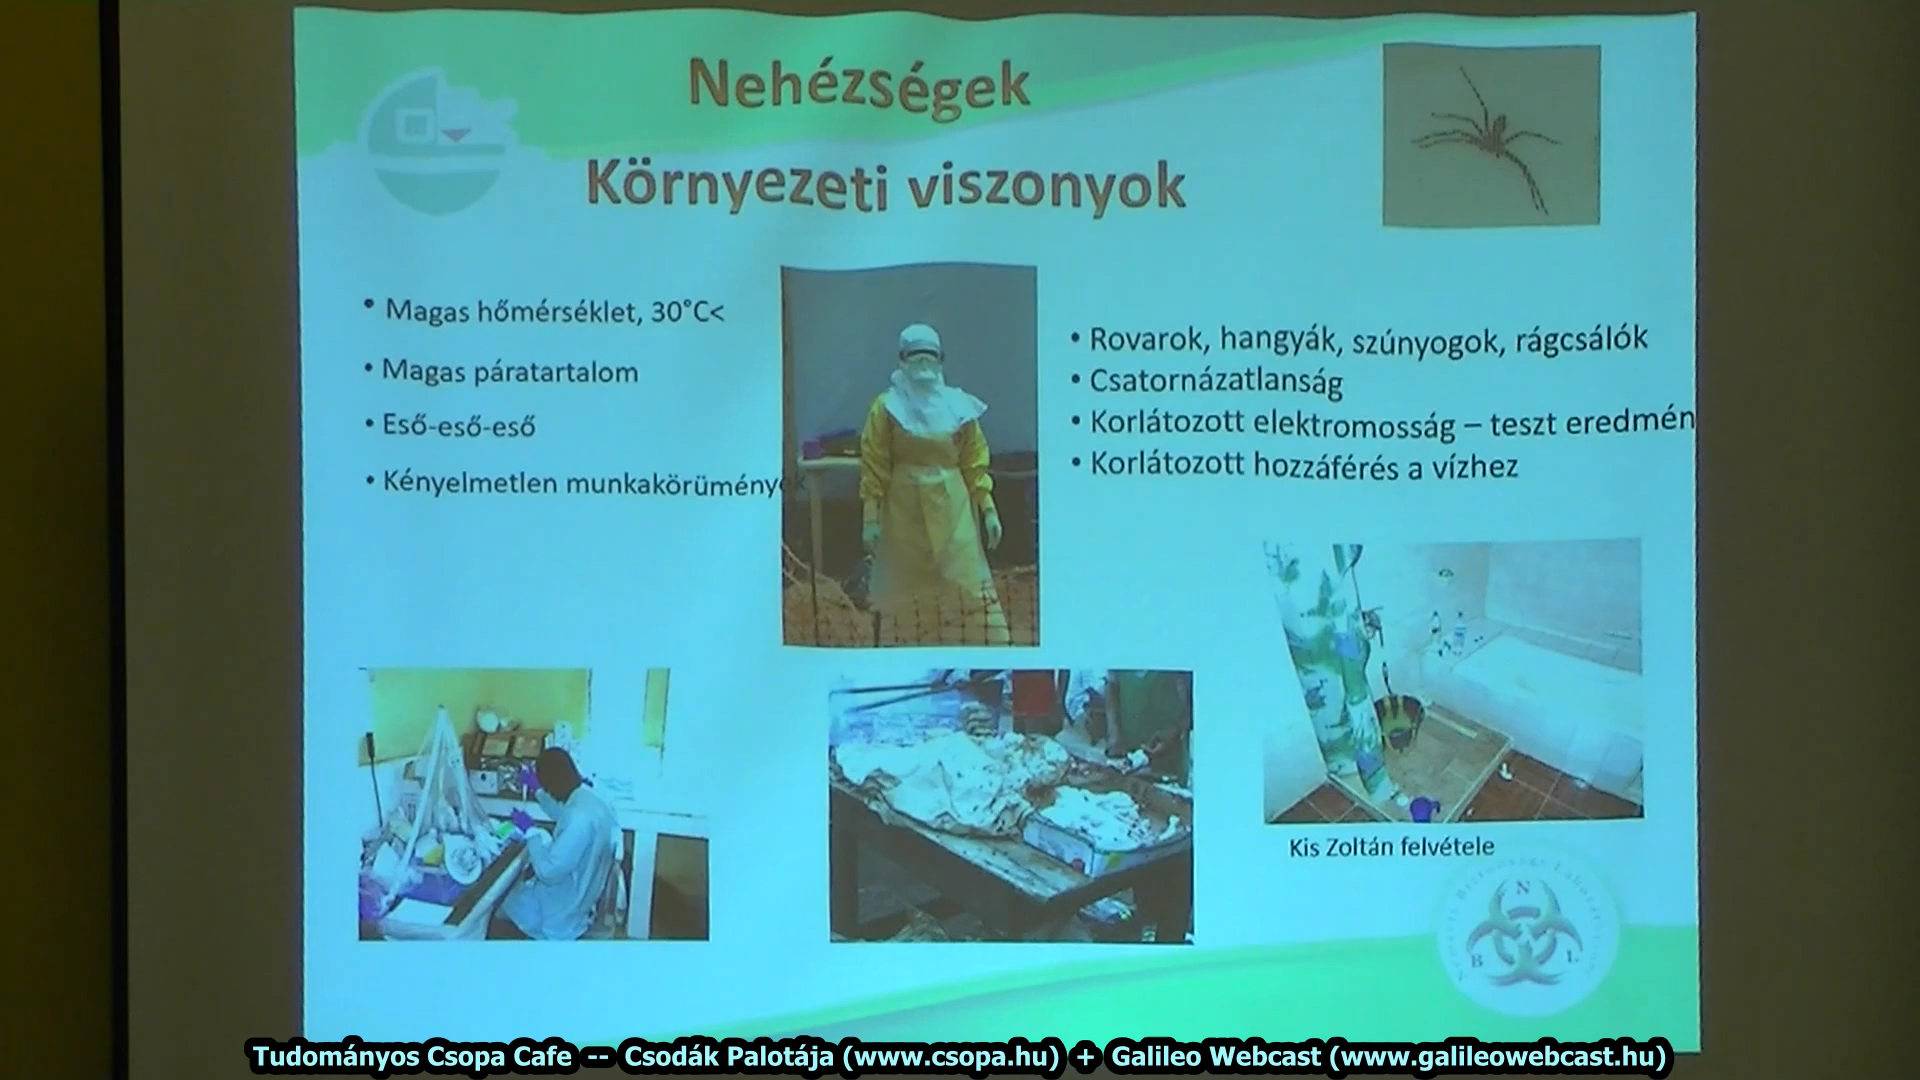 Nehézségek
Környezeti viszonyok
• Magas hőmérséklet, 30°C<
• Magas páratartalom
• Eső-eső-eső
• Kényelmetlen munkakörümények
• Rovarok, hangyák, szúnyogok, rágcsálók
• Csatornázatlanság
• Korlátozott elektromosság – teszt eredmén
• Korlátozott hozzáférés a vízhez
Kis Zoltán felvétele
N
B L
Tudományos Csopa Cafe -- Csodák Palotája (www.csopa.hu) + Galileo Webcast (www.galileowebcast.hu)